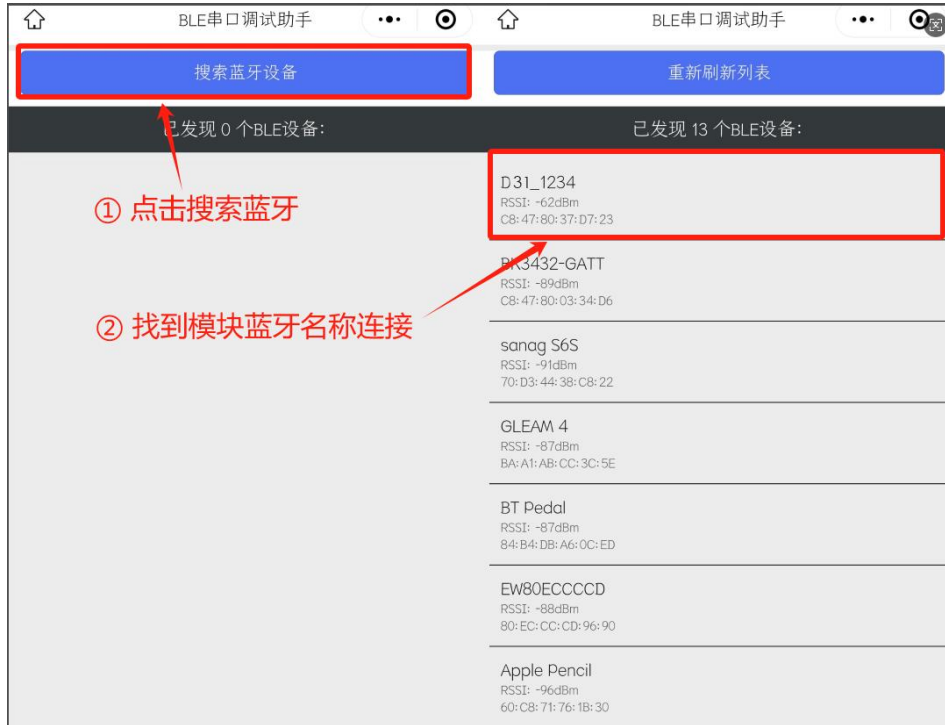 BLE串口调试助手
搜索蓝牙设备
已发现 0 个BLE设备:
① 点击搜索蓝牙
② 找到模块蓝牙名称连接
BLE串口调试助手
重新刷新列表
已发现 13 个BLE设备:
D31_1234
RSSI: -62dBm
C8:47:80:37:D7:23
BK3432-GATT
RSSI: -89dBm
C8:47:80:03:34:D6
sanag S6S
RSSI: -91dBm
70:D3:44:38:C8:22
GLEAM 4
RSSI: -87dBm
BA:A1:AB:CC:3C:5E
BT Pedal
RSSI: -87dBm
84:B4:DB:A6:0C:ED
EW80ECCCCD
RSSI: -88dBm
80:EC:CC:CD:96:90
Apple Pencil
RSSI: -96dBm
60:C8:71:76:1B:30